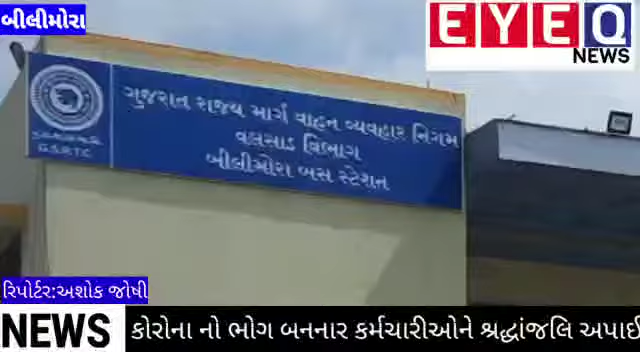 બીલીમોરા
EYEQ
NEWS
ગુજરાત રાજ્ય માર્ગ વાહન વ્યવહાર નિગમ
વલસાડ વિભાગ
બીલીમોરા બસ સ્ટેશન
G.S.R.T.C.
રિપોર્ટર:અશોક જોષી
NEWS
કોરોના નો ભોગ બનનાર કર્મચારીઓને શ્રદ્ધાંજલિ અપાઈ